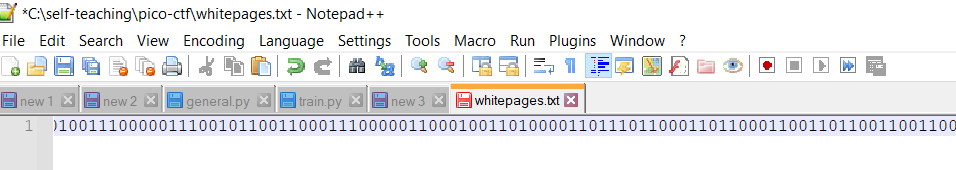 *C:\self-teaching\pico-ctf\whitepages.txt - Notepad++
File Edit Search View Encoding Language Settings Tools Macro Run Plugins Window ?
new 1 new 2 general.py train.py new 3 whitepages.txt
1